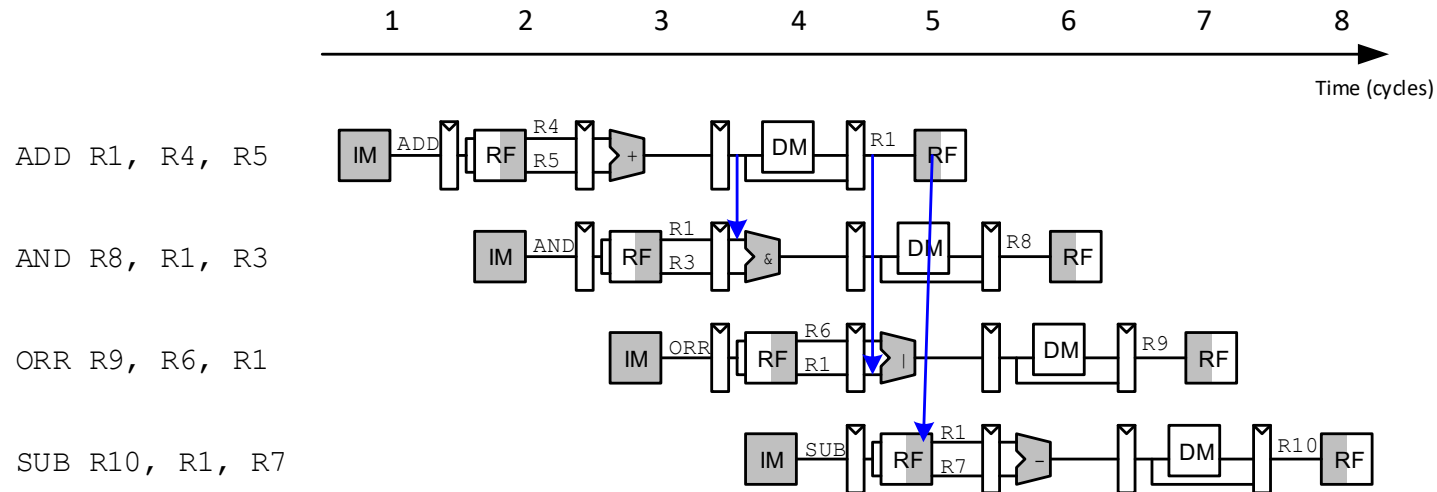 1 2 3 4 5 6 7 8
Time (cycles)
ADD R1, R4, R5
IM ADD RF R4 R5 + DM R1 RF
AND R8, R1, R3
IM AND RF R1 R3 & DM R8 RF
ORR R9, R6, R1
IM ORR RF R6 R1 | DM R9 RF
SUB R10, R1, R7
IM SUB RF R1 R7 - DM R10 RF